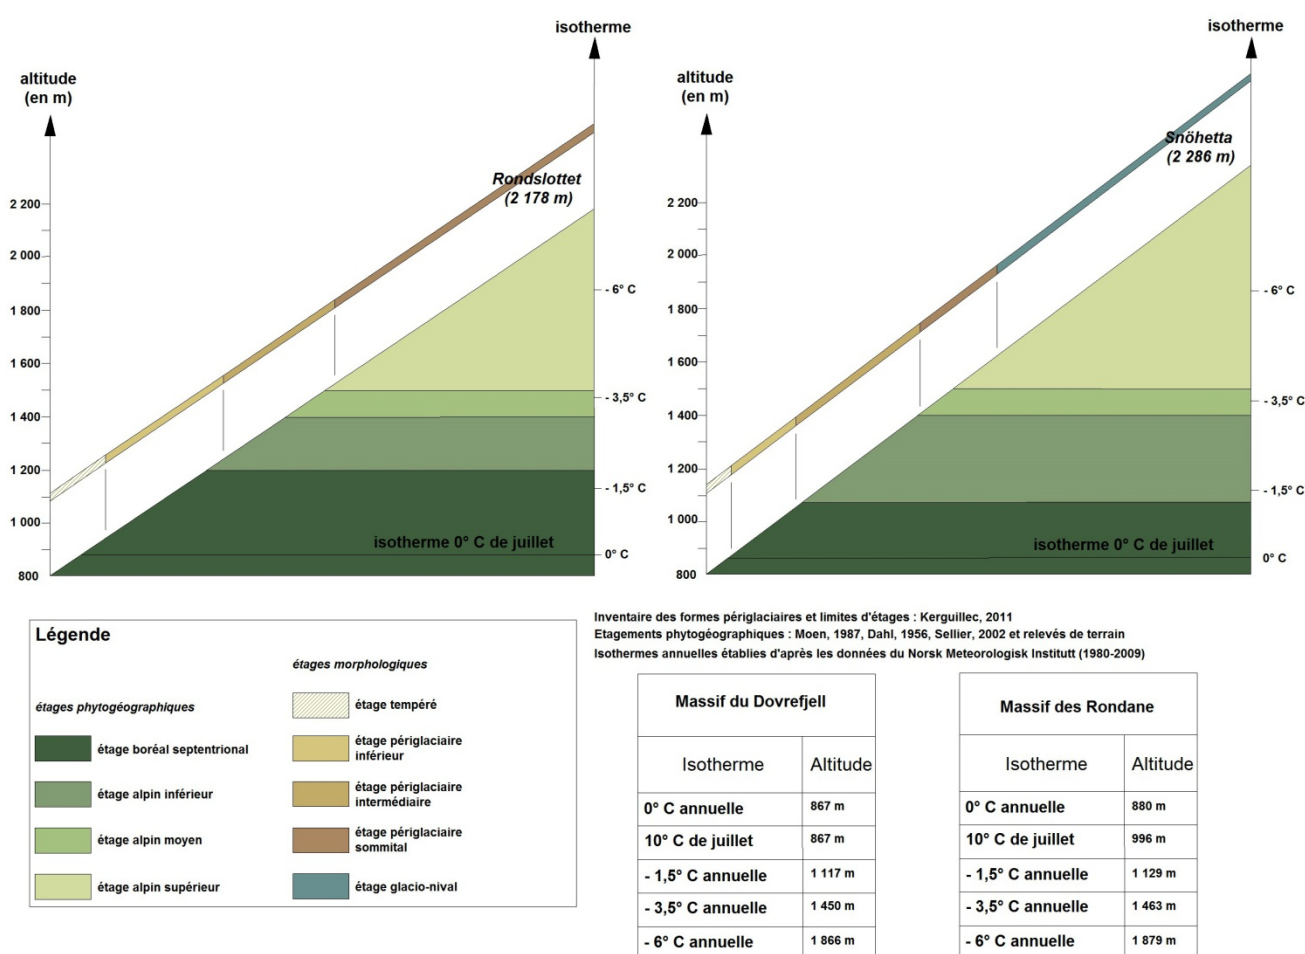 isotherme
altitude
(en m)
Rondslottet
(2 178 m)
2 200
2 000
1 800
1 600
1 400
1 200
1 000
800
- 6° C
- 3,5° C
- 1,5° C
0° C
isotherme 0° C de juillet
isotherme
altitude
(en m)
Snöhetta
(2 286 m)
2 200
2 000
1 800
1 600
1 400
1 200
1 000
800
- 6° C
- 3,5° C
- 1,5° C
0° C
isotherme 0° C de juillet
Légende
étages phytogéographiques
étage boréal septentrional
étage alpin inférieur
étage alpin moyen
étage alpin supérieur
étages morphologiques
étage tempéré
étage périglaciaire
inférieur
étage périglaciaire
intermédiaire
étage périglaciaire
sommital
étage glacio-nival
Inventaire des formes périglaciaires et limites d'étages : Kerguillec, 2011
Etagements phytogéographiques : Moen, 1987, Dahl, 1956, Sellier, 2002 et relevés de terrain
Isothermes annuelles établies d'après les données du Norsk Meteorologisk Institutt (1980-2009)
Massif du Dovrefjell
Isotherme Altitude
0° C annuelle 867 m
10° C de juillet 867 m
- 1,5° C annuelle 1 117 m
- 3,5° C annuelle 1 450 m
- 6° C annuelle 1 866 m
Massif des Rondane
Isotherme Altitude
0° C annuelle 880 m
10° C de juillet 996 m
- 1,5° C annuelle 1 129 m
- 3,5° C annuelle 1 463 m
- 6° C annuelle 1 879 m